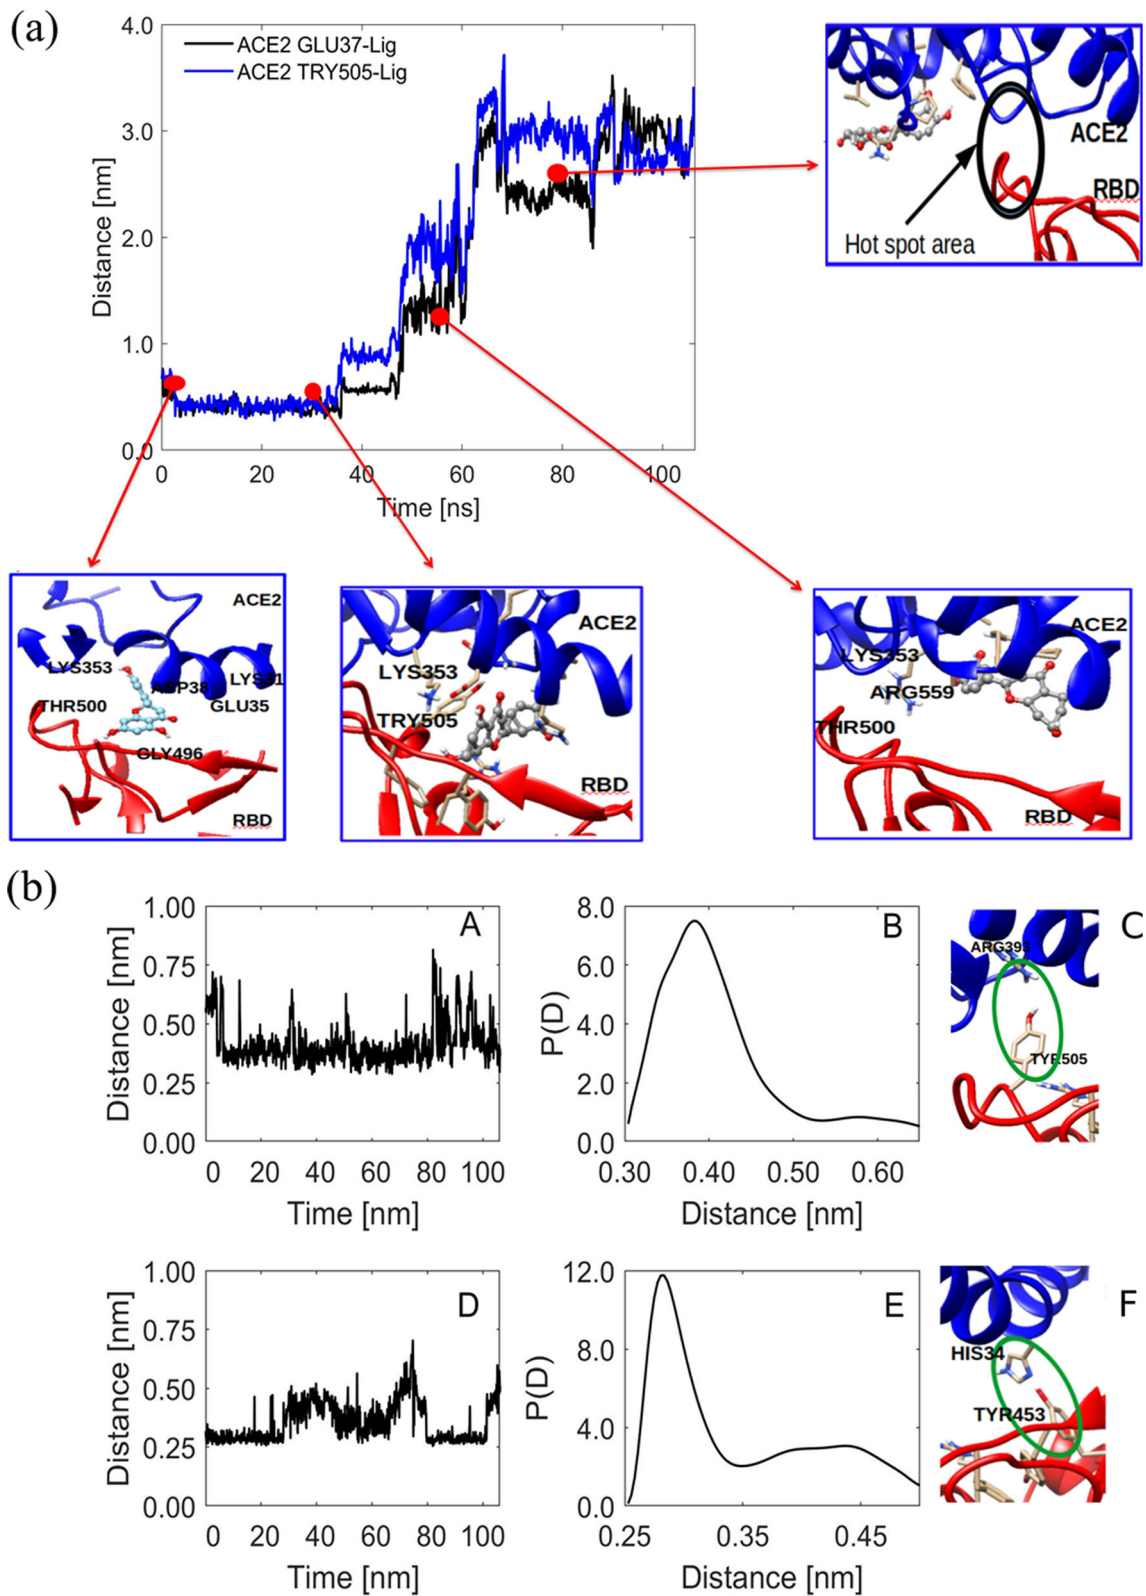 (a)
4.0
3.0
2.0
1.0
0.0
Distance [nm]
ACE2 GLU37-Lig
ACE2 TRY505-Lig
0 20 40 60 80 100
Time [ns]
ACE2
RBD
Hot spot area
ACE2
LYS353
ASP38
LYS31
THR500
GLU35
GLY496
RBD
ACE2
LYS353
TRY505
RBD
ACE2
LYS353
ARG559
THR500
RBD
(b)
A
1.00
0.75
0.50
0.25
0.00
Distance [nm]
0 20 40 60 80 100
Time [nm]
B
8.0
6.0
4.0
2.0
0.0
P(D)
0.30 0.40 0.50 0.60
Distance [nm]
C
ARG393
TYR505
D
1.00
0.75
0.50
0.25
0.00
Distance [nm]
0 20 40 60 80 100
Time [nm]
E
12.0
8.0
4.0
0.0
P(D)
0.25 0.35 0.45
Distance [nm]
F
HIS34
TYR453